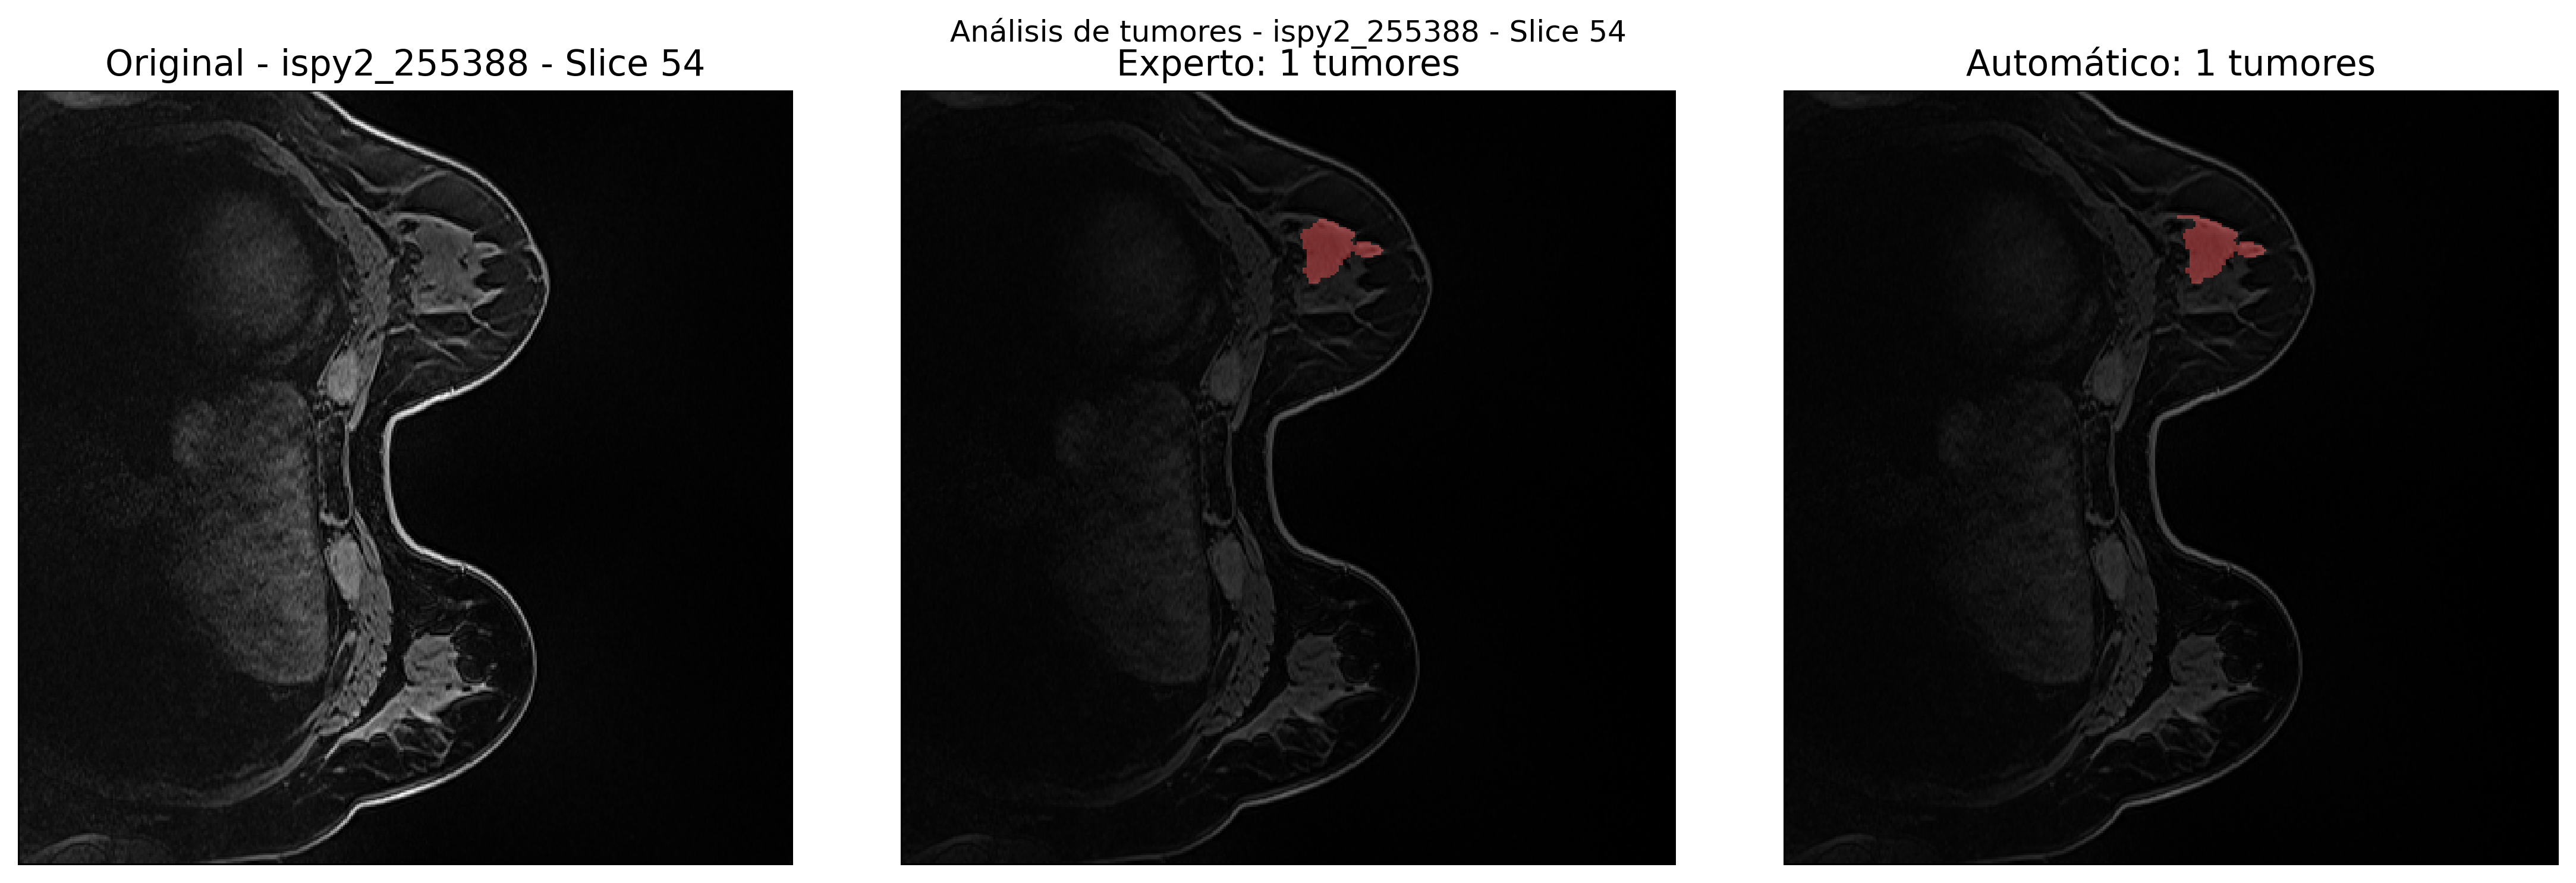 Análisis de tumores - ispy2_255388 - Slice 54
Original - ispy2_255388 - Slice 54
Experto: 1 tumores
Automático: 1 tumores